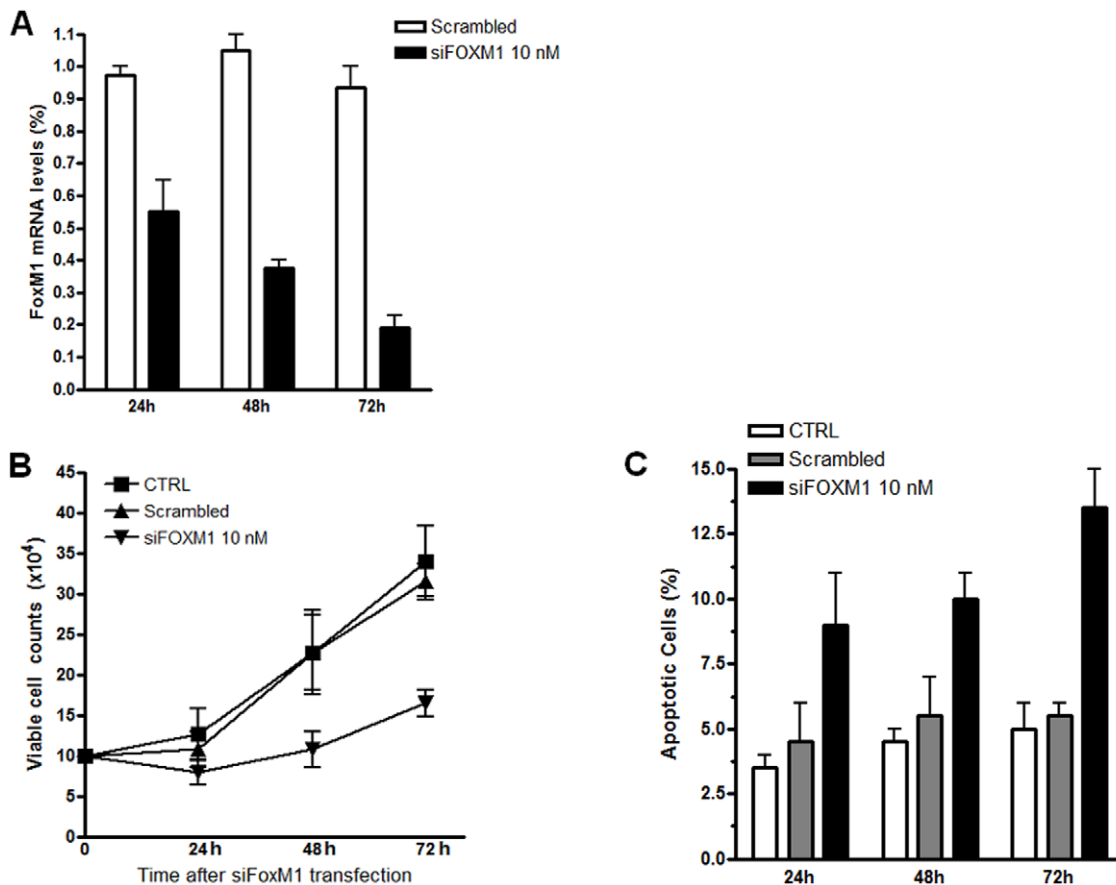 A
Scrambled
siFOXM1 10 nM
FoxM1 mRNA levels (%)
1.1
1.0
0.9
0.8
0.7
0.6
0.5
0.4
0.3
0.2
0.1
0.0
24h 48h 72h
B
CTRL
Scrambled
siFOXM1 10 nM
Viable cell counts (x10⁴)
45
40
35
30
25
20
15
10
5
0
0 24h 48h 72h
Time after siFoxM1 transfection
C
CTRL
Scrambled
siFOXM1 10 nM
Apoptotic Cells (%)
15.0
12.5
10.0
7.5
5.0
2.5
0.0
24h 48h 72h